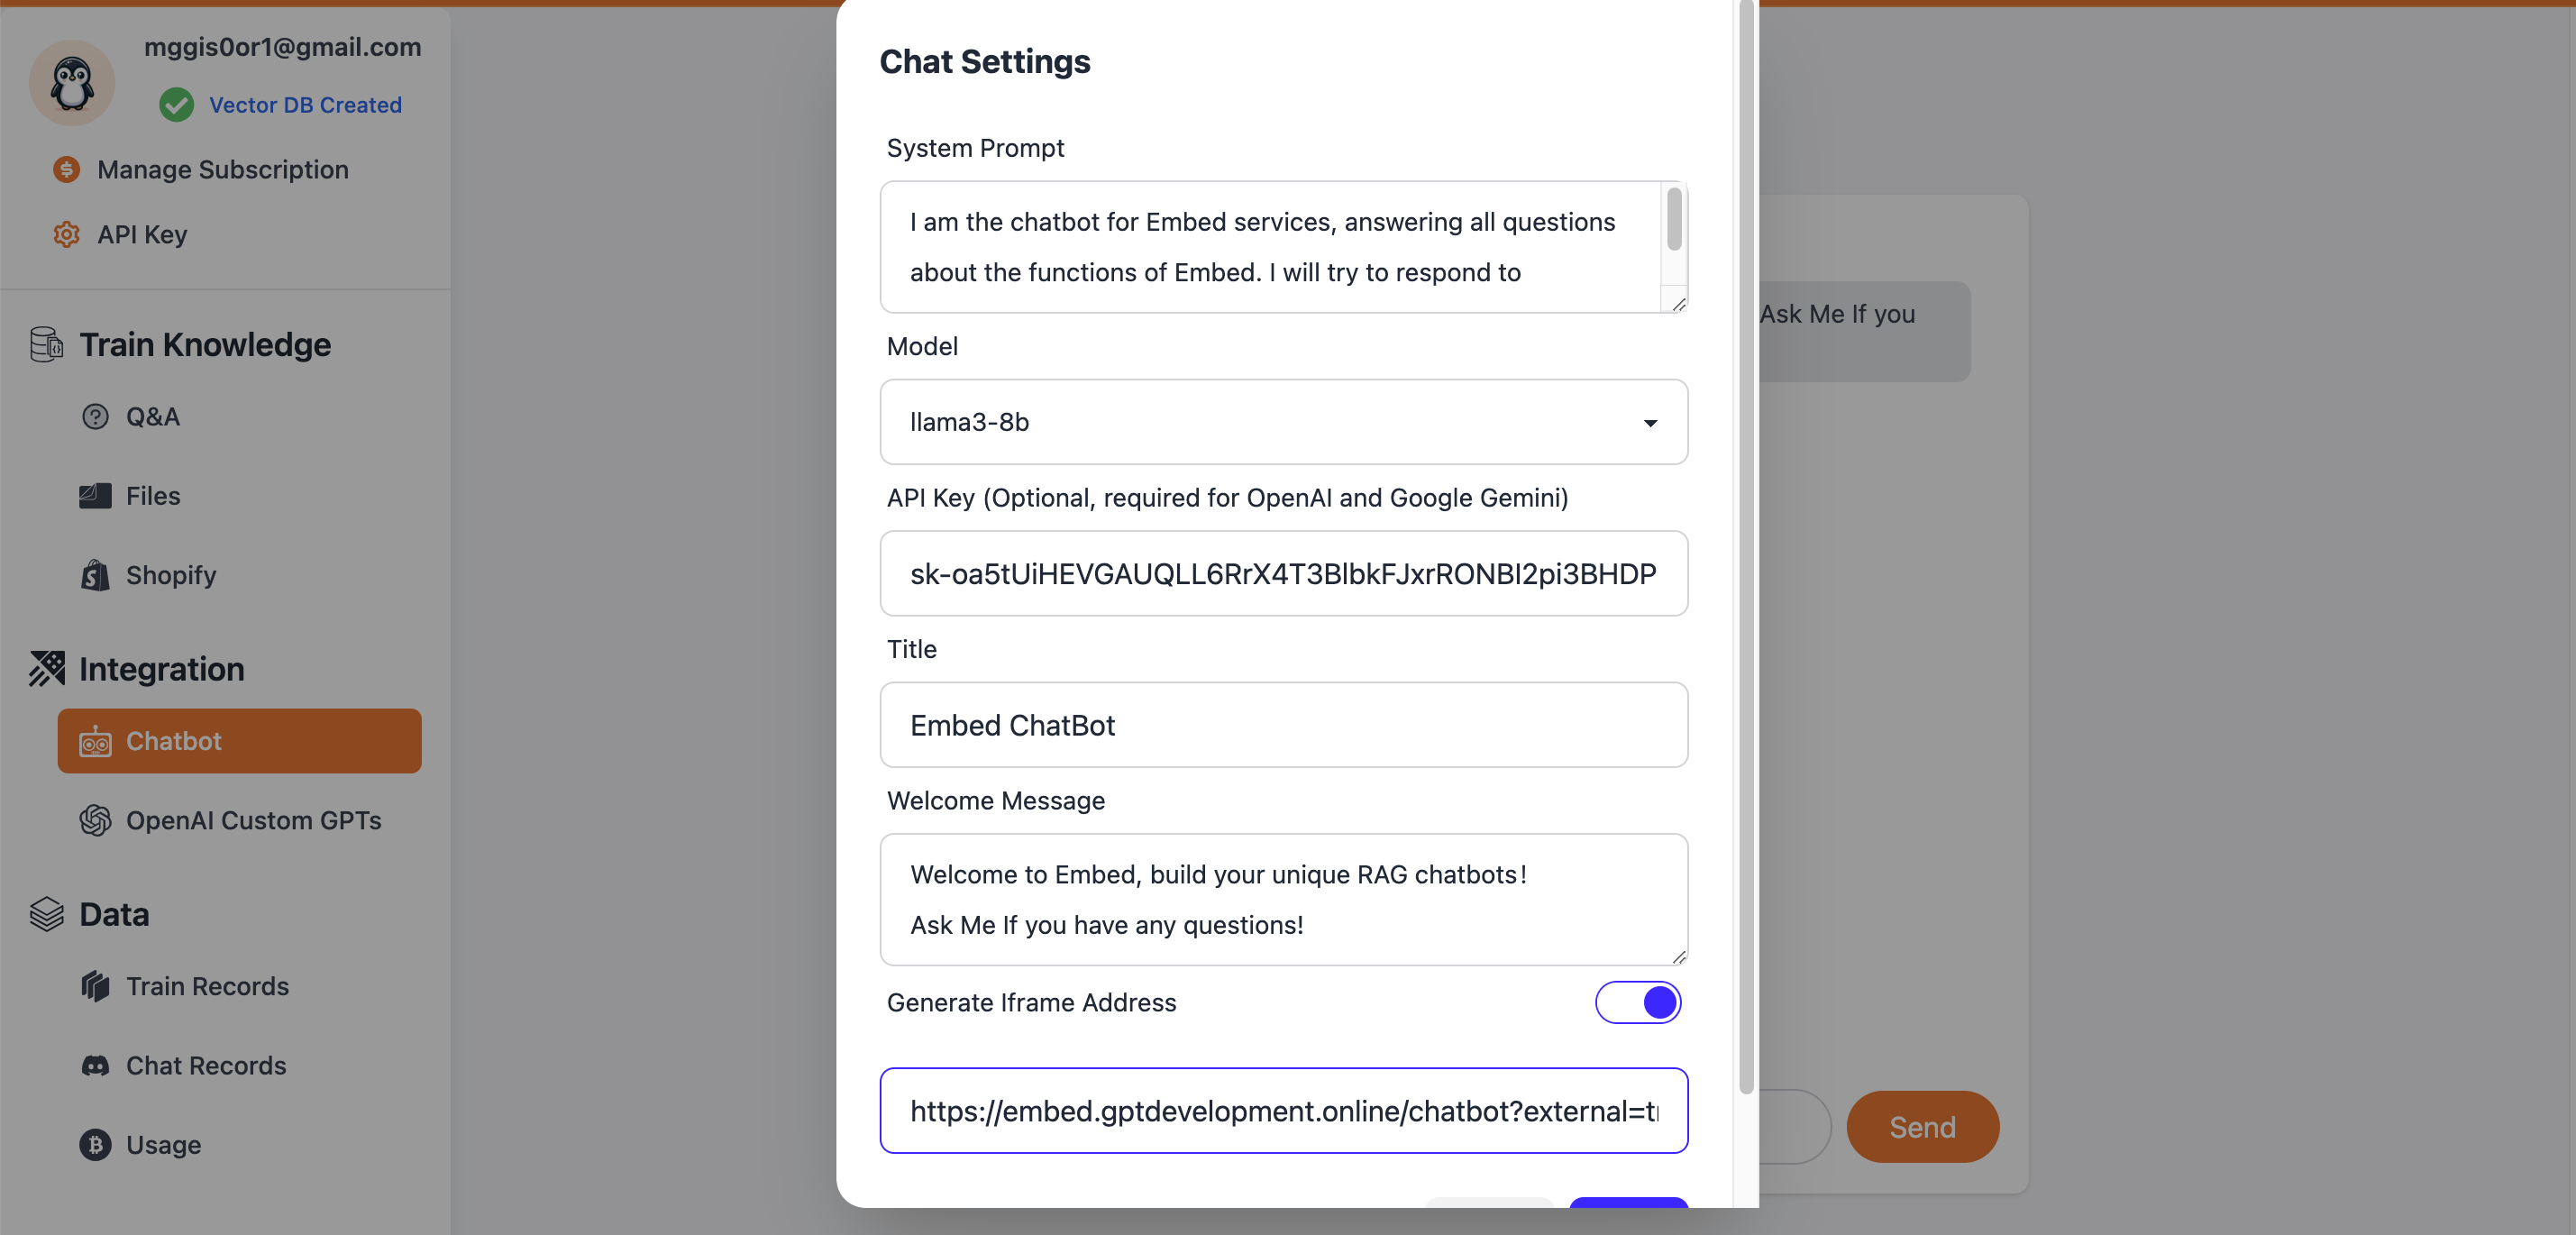 mggis0or1@gmail.com
Vector DB Created
Manage Subscription
API Key
Train Knowledge
Q&A
Files
Shopify
Integration
Chatbot
OpenAI Custom GPTs
Data
Train Records
Chat Records
Usage
Chat Settings
System Prompt
I am the chatbot for Embed services, answering all questions
about the functions of Embed. I will try to respond to
Model
llama3-8b
API Key (Optional, required for OpenAI and Google Gemini)
Title
Embed ChatBot
Welcome Message
Welcome to Embed, build your unique RAG chatbots!
Ask Me If you have any questions!
Generate Iframe Address
https://embed.gptdevelopment.online/chatbot?external=t
Ask Me If you
Send